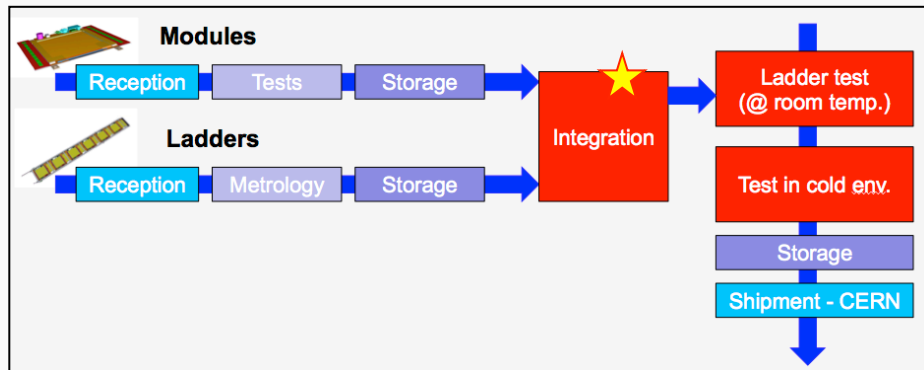 Modules
Reception
Tests
Storage
Ladders
Reception
Metrology
Storage
Integration
Ladder test
(@ room temp.)
Test in cold env.
Storage
Shipment - CERN